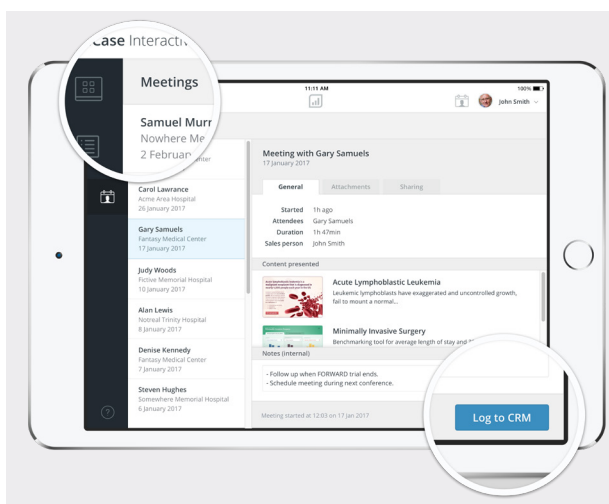 Case Interactiv
Meetings
11:11 AM
100%
John Smith
Samuel Murr
Nowhere Me
2 Februar
Carol Lawrance
Acme Area Hospital
26 January 2017
Gary Samuels
Fantasy Medical Center
17 January 2017
Judy Woods
Fictive Memorial Hospital
10 January 2017
Alan Lewis
Notreal Trinity Hospital
8 January 2017
Denise Kennedy
Fantasy Medical Center
7 January 2017
Steven Hughes
Somewhere Memorial Hospital
6 January 2017
?
Meeting with Gary Samuels
17 January 2017
General Attachments Sharing
Started 1h ago
Attendees Gary Samuels
Duration 1h 47min
Sales person John Smith
Content presented
Acute Lymphoblastic Leukemia
Leukemic lymphoblasts have exaggerated and uncontrolled growth,
fail to mount a normal...
Minimally Invasive Surgery
Benchmarking tool for average length of stay and
Notes (internal)
- Follow up when FORWARD trial ends.
- Schedule meeting during next conference.
Meeting started at 12:03 on 17 Jan 2017
Log to CRM